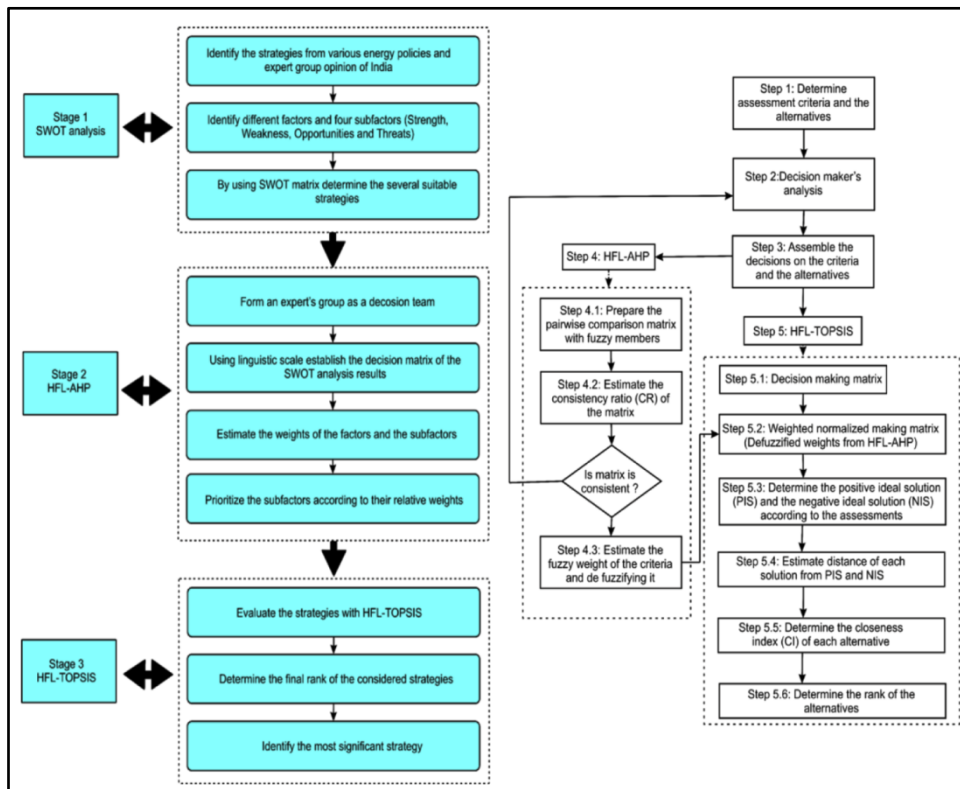 Stage 1
SWOT analysis
Identify the strategies from various energy policies and
expert group opinion of India
Identify different factors and four subfactors (Strength,
Weakness, Opportunities and Threats)
By using SWOT matrix determine the several suitable
strategies
Stage 2
HFL-AHP
Form an expert's group as a decosion team
Using linguistic scale establish the decision matrix of the
SWOT analysis results
Estimate the weights of the factors and the subfactors
Prioritize the subfactors according to their relative weights
Stage 3
HFL-TOPSIS
Evaluate the strategies with HFL-TOPSIS
Determine the final rank of the considered strategies
Identify the most significant strategy
Step 1: Determine
assessment criteria and the
alternatives
Step 2:Decision maker's
analysis
Step 3: Assemble the
decisions on the criteria
and the alternatives
Step 4: HFL-AHP
Step 4.1: Prepare the
pairwise comparison matrix
with fuzzy members
Step 4.2: Estimate the
consistency ratio (CR) of
the matrix
Is matrix is
consistent ?
Step 4.3: Estimate the
fuzzy weight of the criteria
and de fuzzifying it
Step 5: HFL-TOPSIS
Step 5.1: Decision making matrix
Step 5.2: Weighted normalized making matrix
(Defuzzified weights from HFL-AHP)
Step 5.3: Determine the positive ideal solution
(PIS) and the negative ideal solution (NIS)
according to the assessments
Step 5.4: Estimate distance of each
solution from PIS and NIS
Step 5.5: Determine the closeness
index (CI) of each alternative
Step 5.6: Determine the rank of the
alternatives